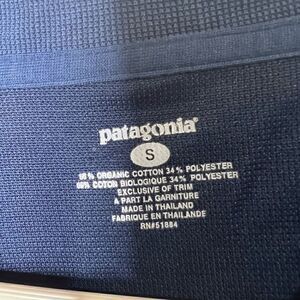 patagonia®
S
66% ORGANIC COTTON 34% POLYESTER
66% COTON BIOLOGIQUE 34% POLYESTER
EXCLUSIVE OF TRIM
A PART LA GARNITURE
MADE IN THAILAND
FABRIQUE EN THAILANDE
RN#51884